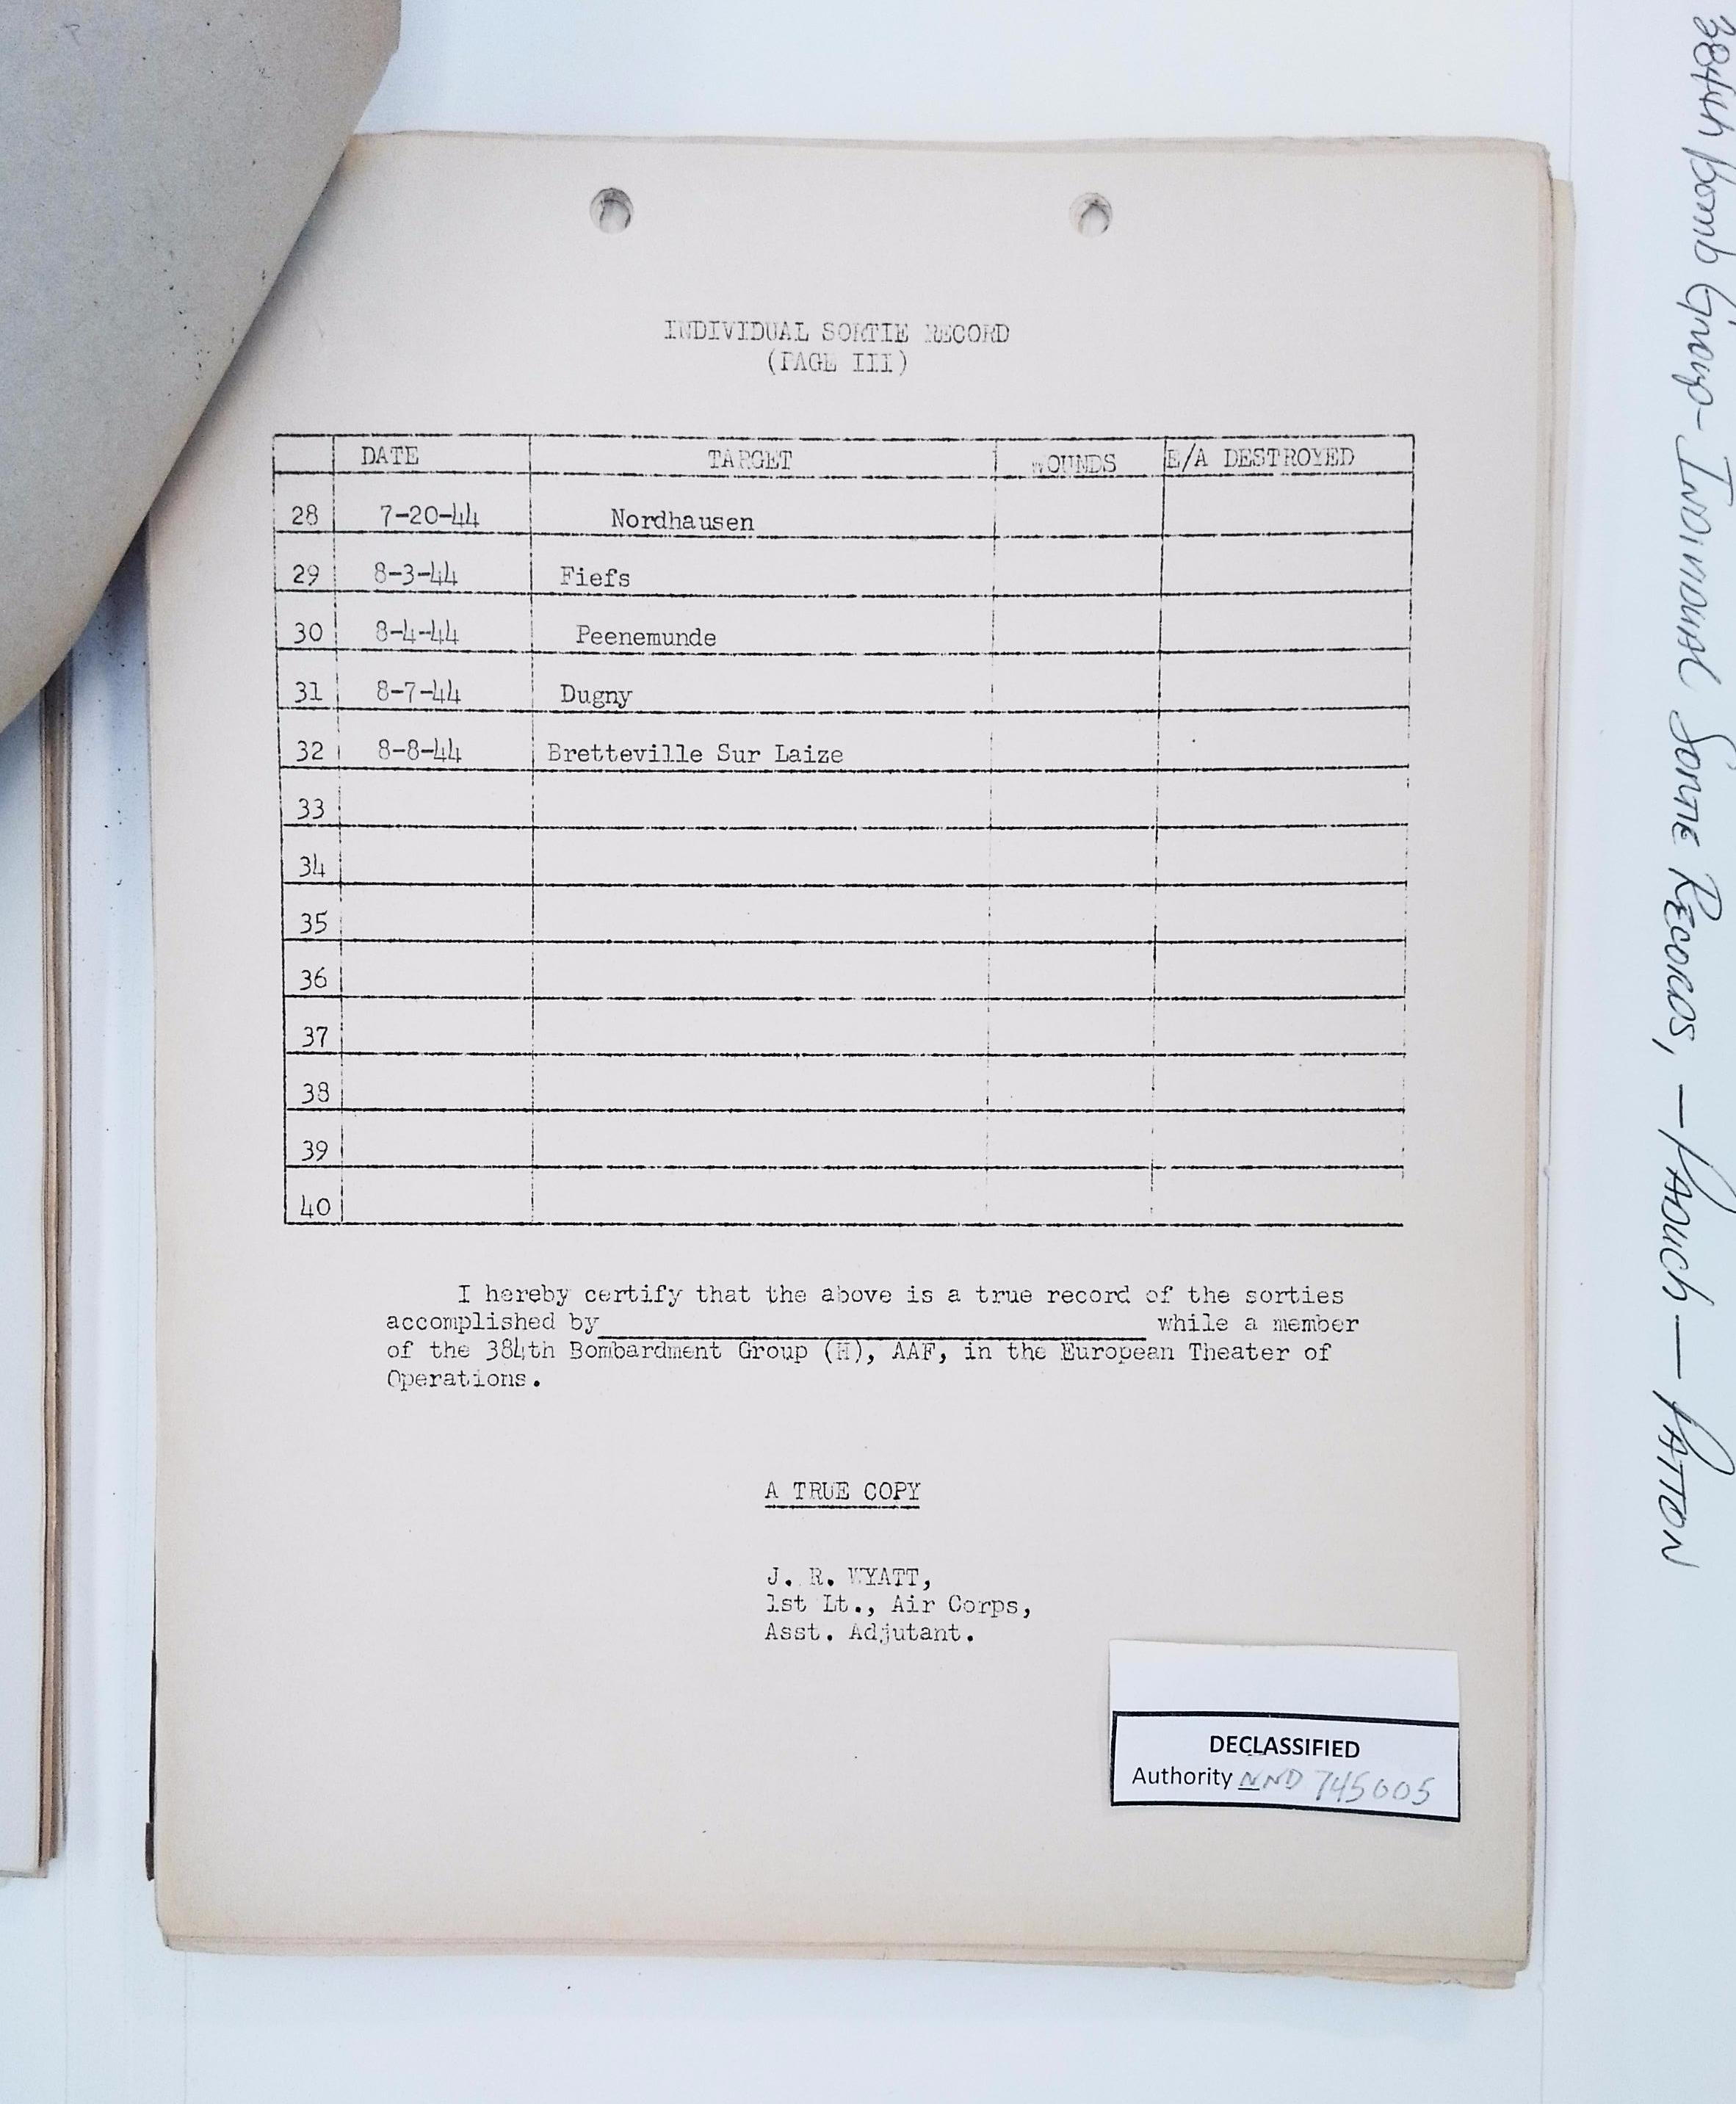 INDIVIDUAL SORTIE RECORD
(PAGE III)
DATE TARGET WOUNDS E/A DESTROYED
28 7-20-44 Nordhausen
29 8-3-44 Fiefs
30 8-4-44 Peenemunde
31 8-7-44 Dugny
32 8-8-44 Bretteville Sur Laize
33
34
35
36
37
38
39
40
I hereby certify that the above is a true record of the sorties
accomplished by while a member
of the 384th Bombardment Group (H), AAF, in the European Theater of
Operations.
A TRUE COPY
J. R. WYATT,
1st Lt., Air Corps,
Asst. Adjutant.
DECLASSIFIED
Authority NND 745005
384th Bomb Group- INDIVIDUAL SORTIE RECORDS, - PADUCH - PATTON